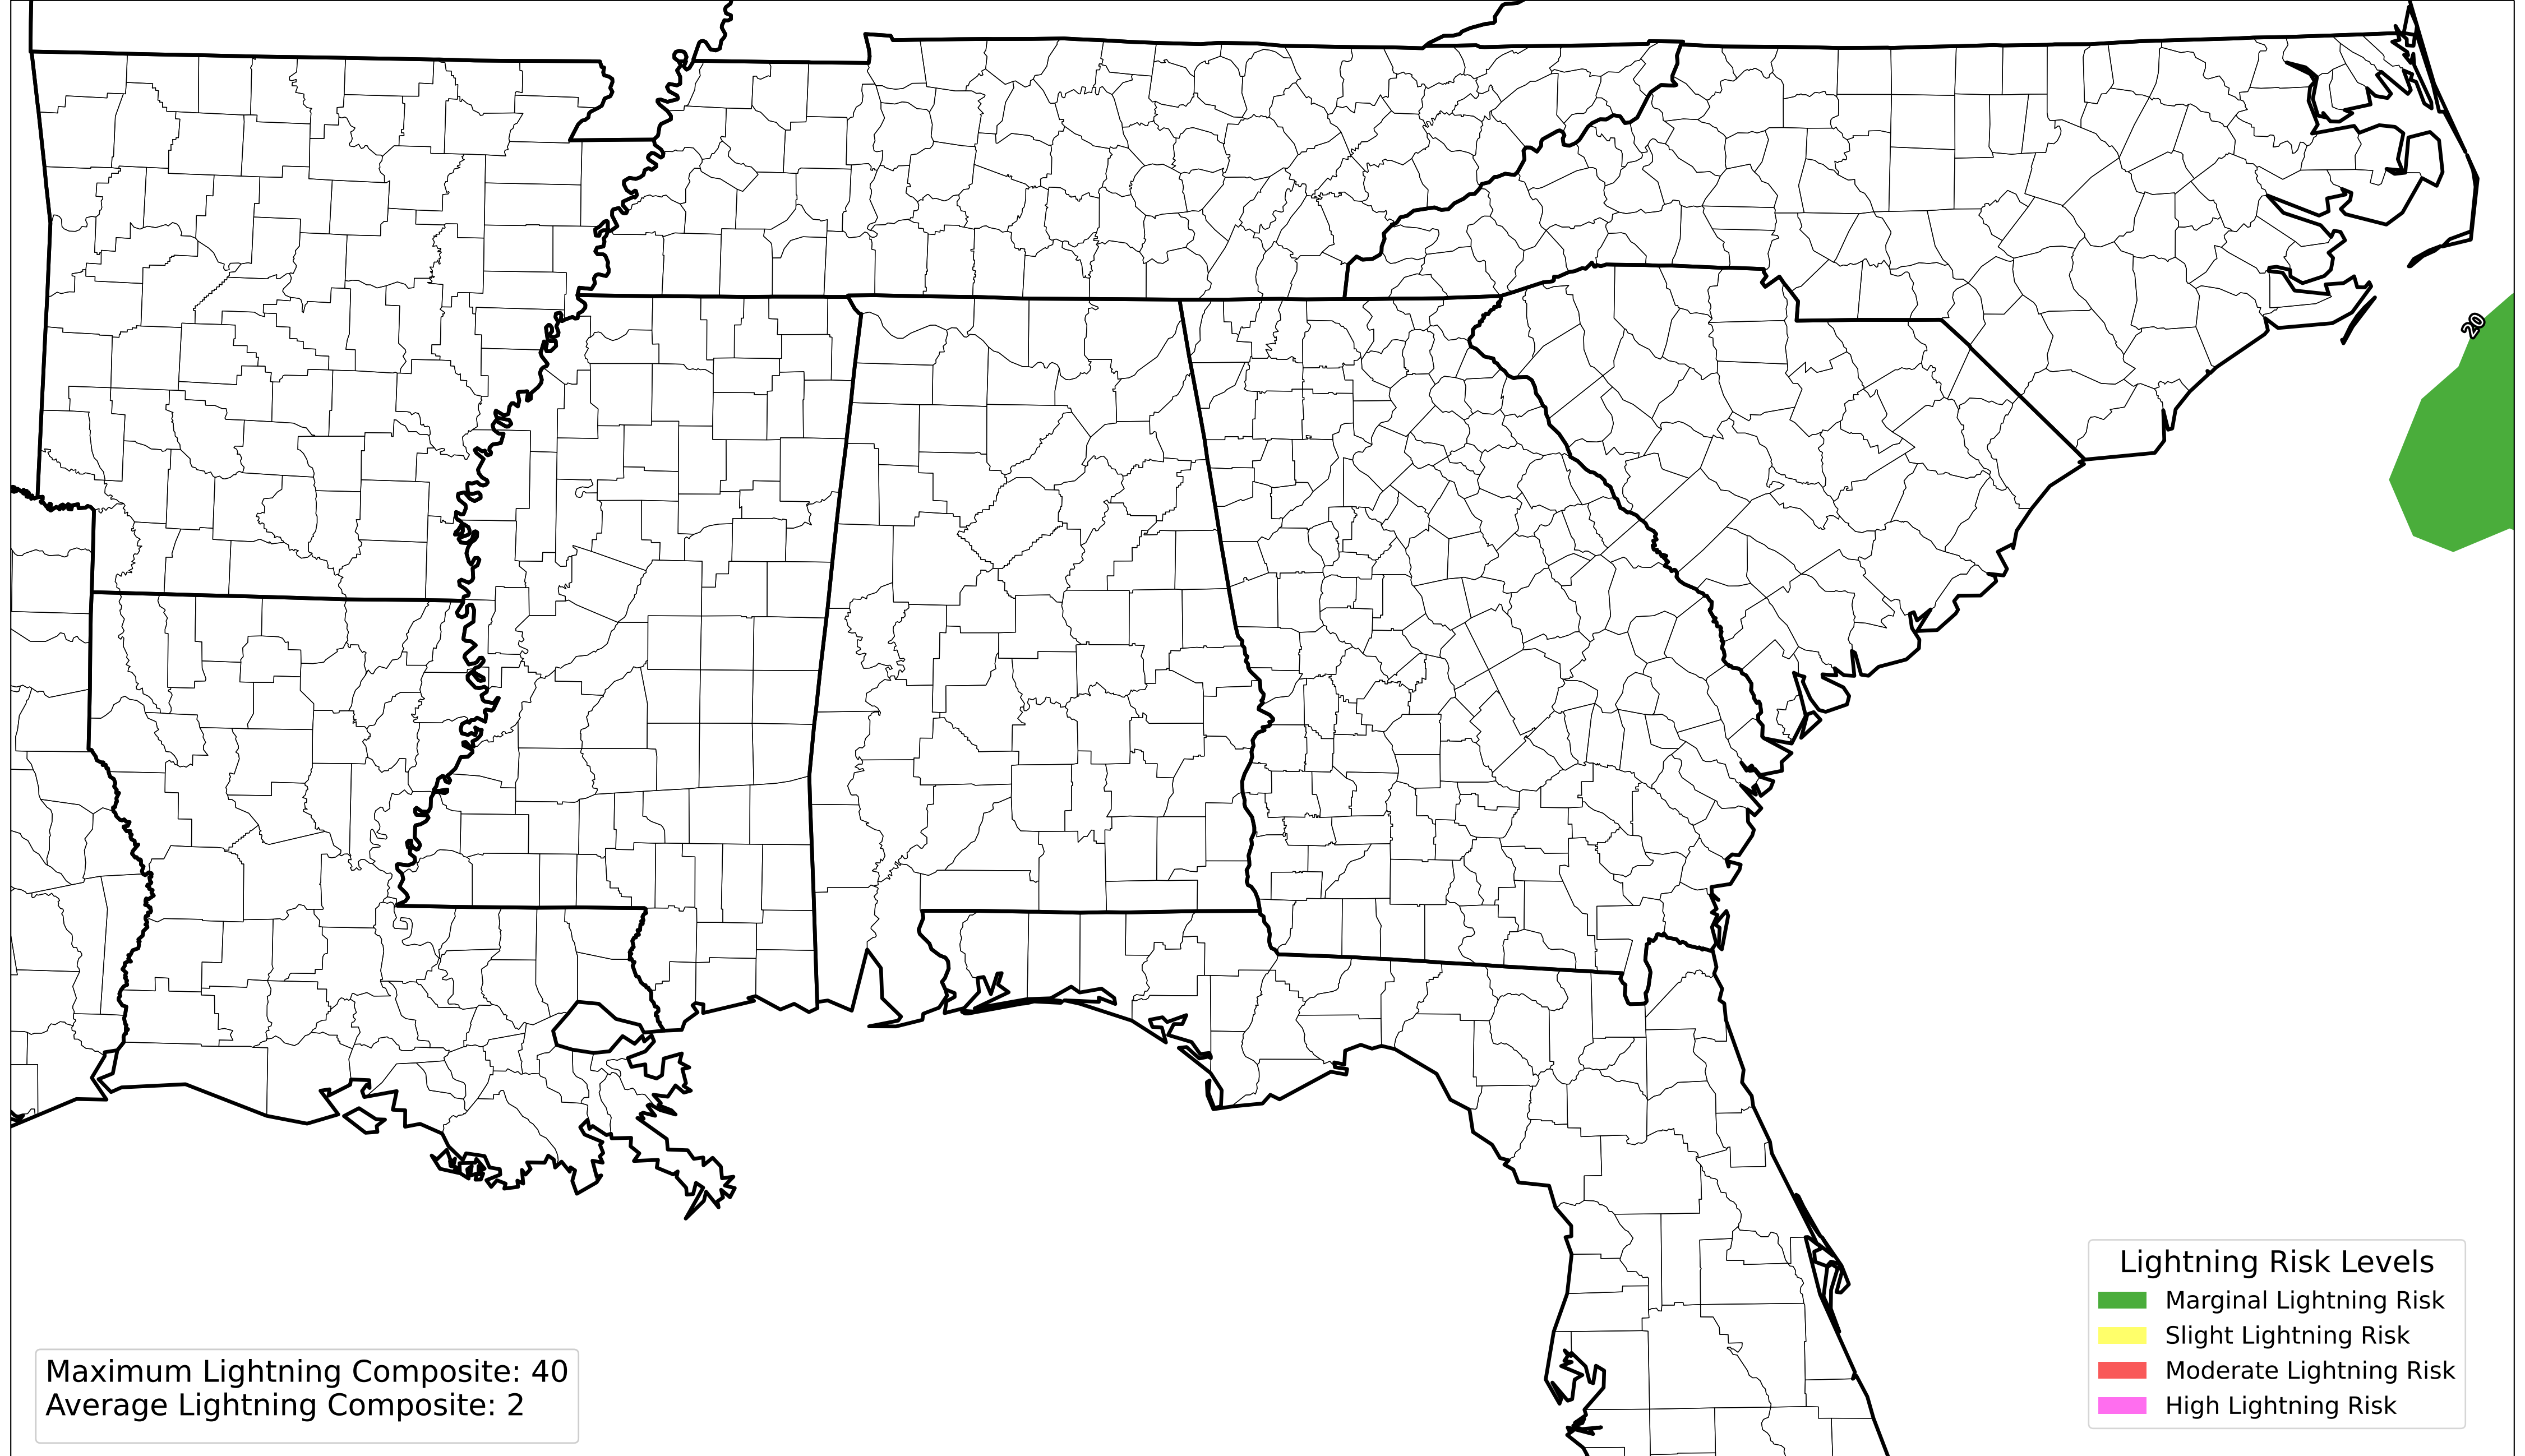 20
Lightning Risk Levels
Marginal Lightning Risk
Slight Lightning Risk
Moderate Lightning Risk
High Lightning Risk
Maximum Lightning Composite: 40
Average Lightning Composite: 2